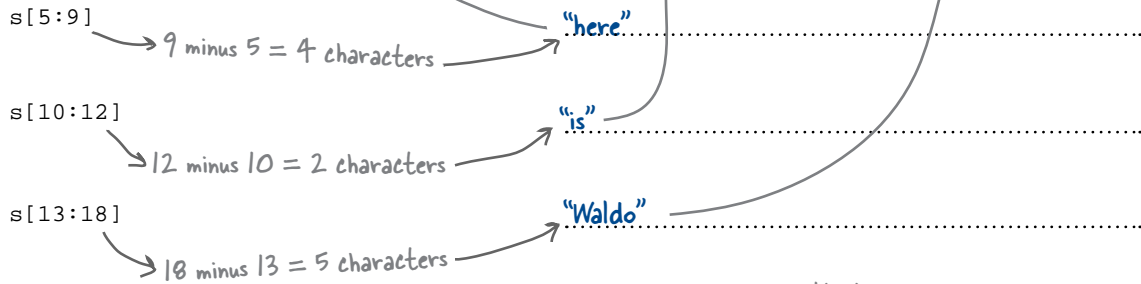 s[5:9]
9 minus 5 = 4 characters
“here”
s[10:12]
12 minus 10 = 2 characters
“is”
s[13:18]
18 minus 13 = 5 characters
“Waldo”